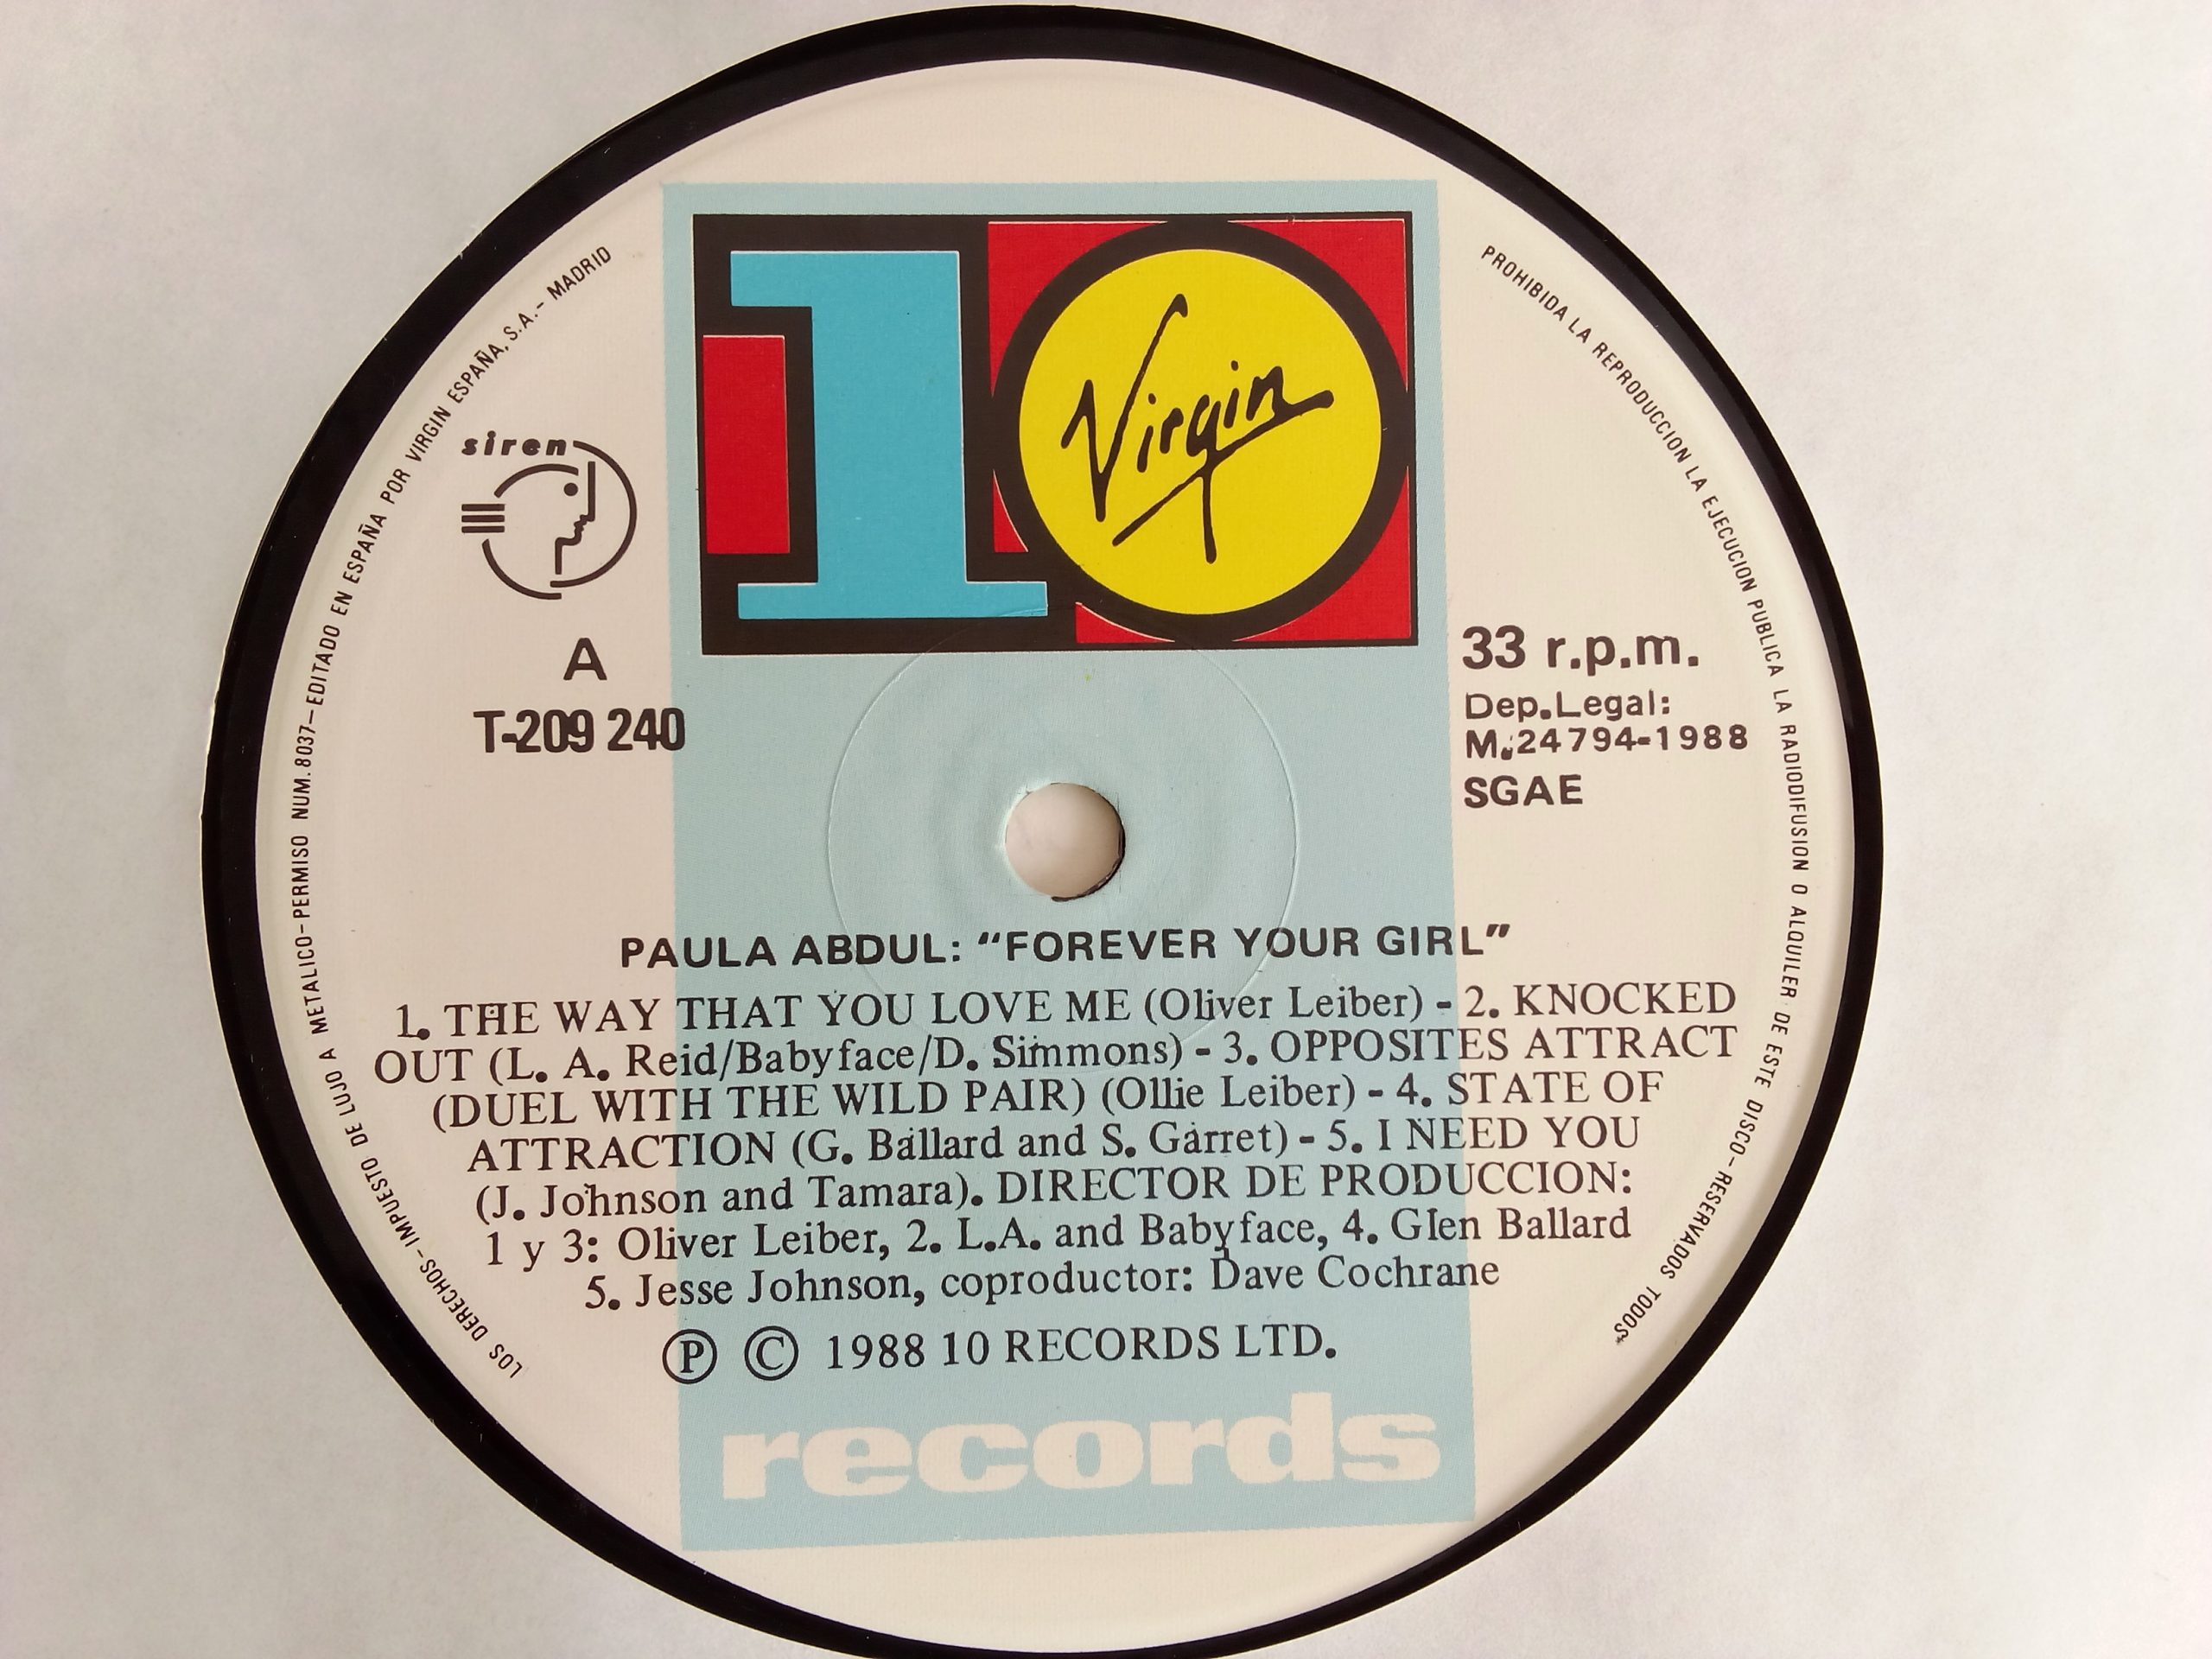 10
Virgin
siren
A
T-209 240
33 r.p.m.
Dep.Legal:
M.24794-1988
SGAE
PAULA ABDUL: “FOREVER YOUR GIRL”
1. THE WAY THAT YOU LOVE ME (Oliver Leiber) - 2. KNOCKED
OUT (L. A. Reid/Babyface/D. Simmons) - 3. OPPOSITES ATTRACT
(DUEL WITH THE WILD PAIR) (Ollie Leiber) - 4. STATE OF
ATTRACTION (G. Ballard and S. Garret) - 5. I NEED YOU
(J. Johnson and Tamara). DIRECTOR DE PRODUCCION:
1 y 3: Oliver Leiber, 2. L.A. and Babyface, 4. Glen Ballard
5. Jesse Johnson, coproductor: Dave Cochrane
Ⓟ © 1988 10 RECORDS LTD.
records
PROHIBIDA LA REPRODUCCION LA EJECUCION PUBLICA LA RADIODIFUSION O ALQUILER DE ESTE DISCO-RESERVADOS TODOS
LOS DERECHOS-IMPUESTO DE LUJO A METALICO-PERMISO NUM.8037-EDITADO EN ESPAÑA POR VIRGIN ESPAÑA, S.A.- MADRID